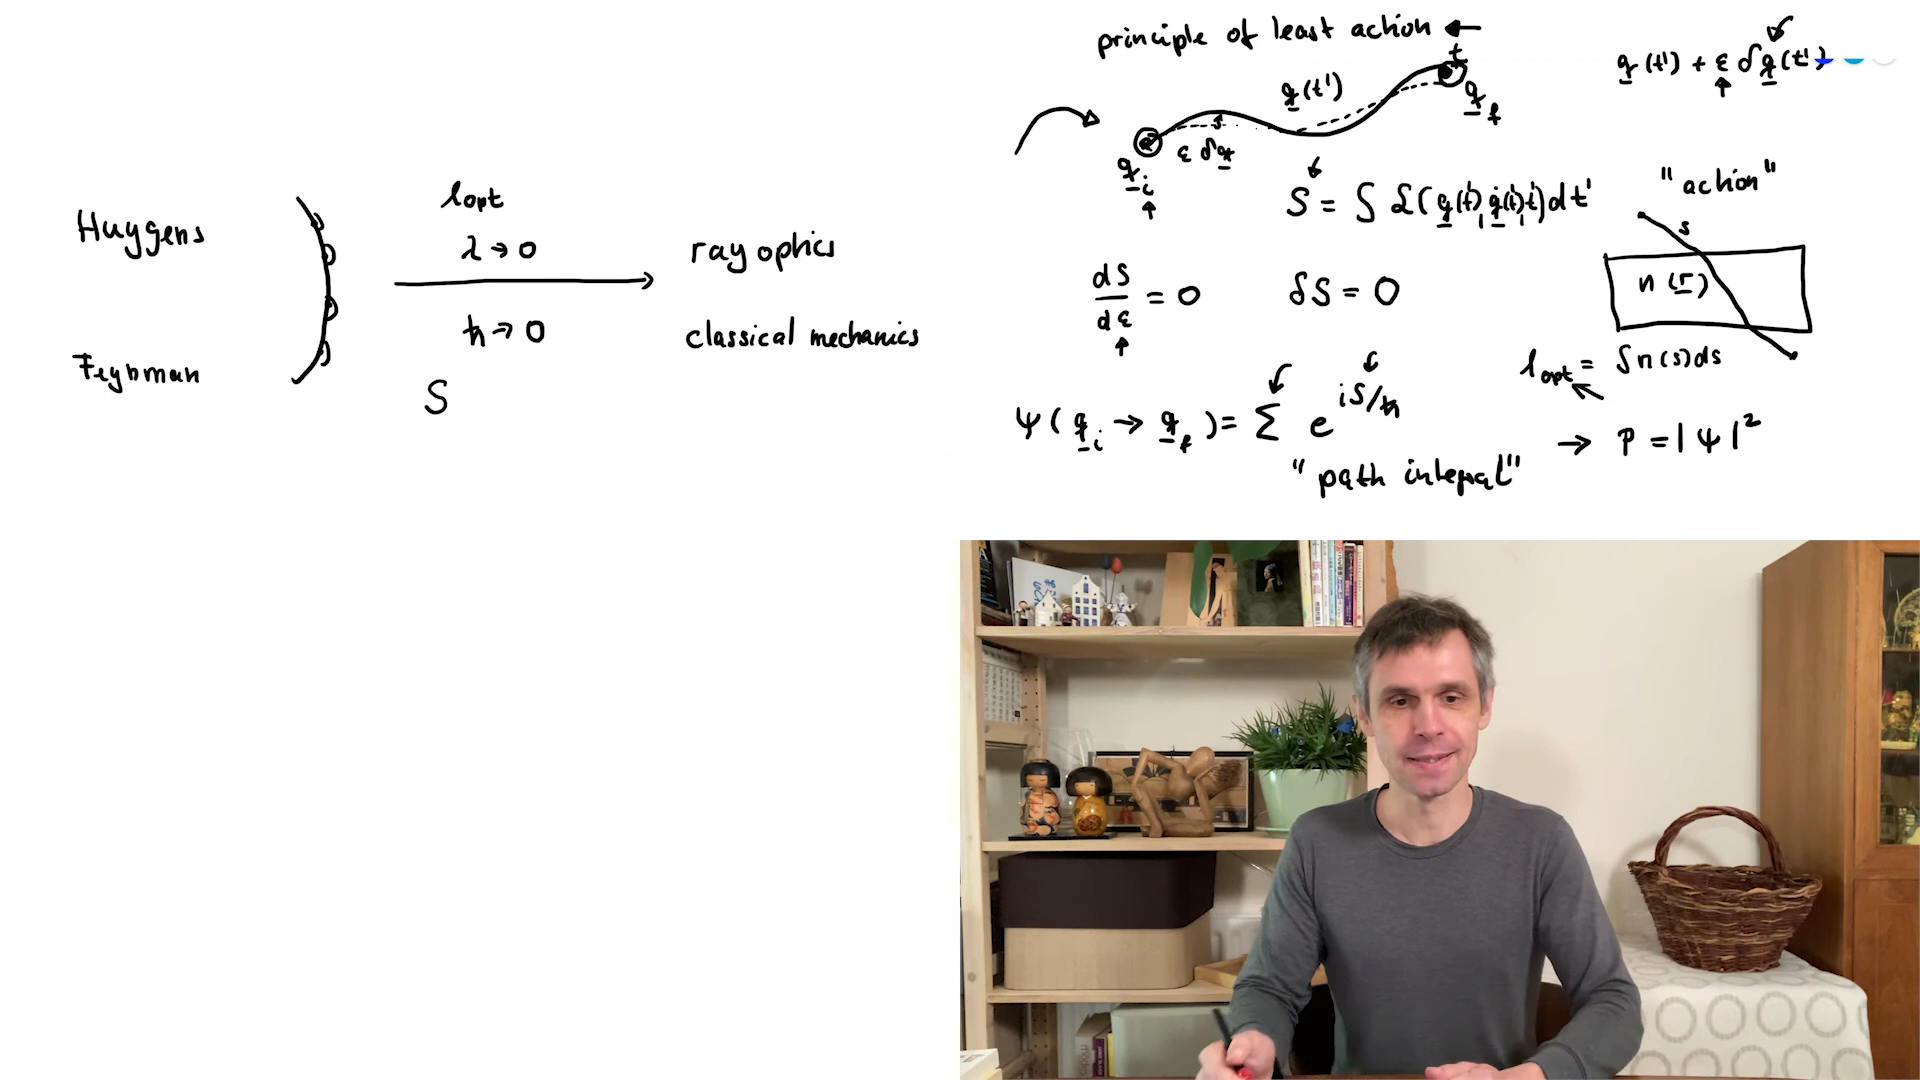 principle of least action
t
q(t') + ε δq(t')
q(t')
q_f
ε δq
q_i
S = ∫ L(q(t'), q̇(t'), t') dt'
"action"
s
n(r)
l_opt = ∫n(s)ds
dS/dε = 0
δS = 0
ψ(q_i → q_f) = Σ e^{iS/ħ}
→ P = |ψ|²
"path integral"
Huygens
l_opt
λ → 0
ray optics
Feynman
ħ → 0
classical mechanics
S